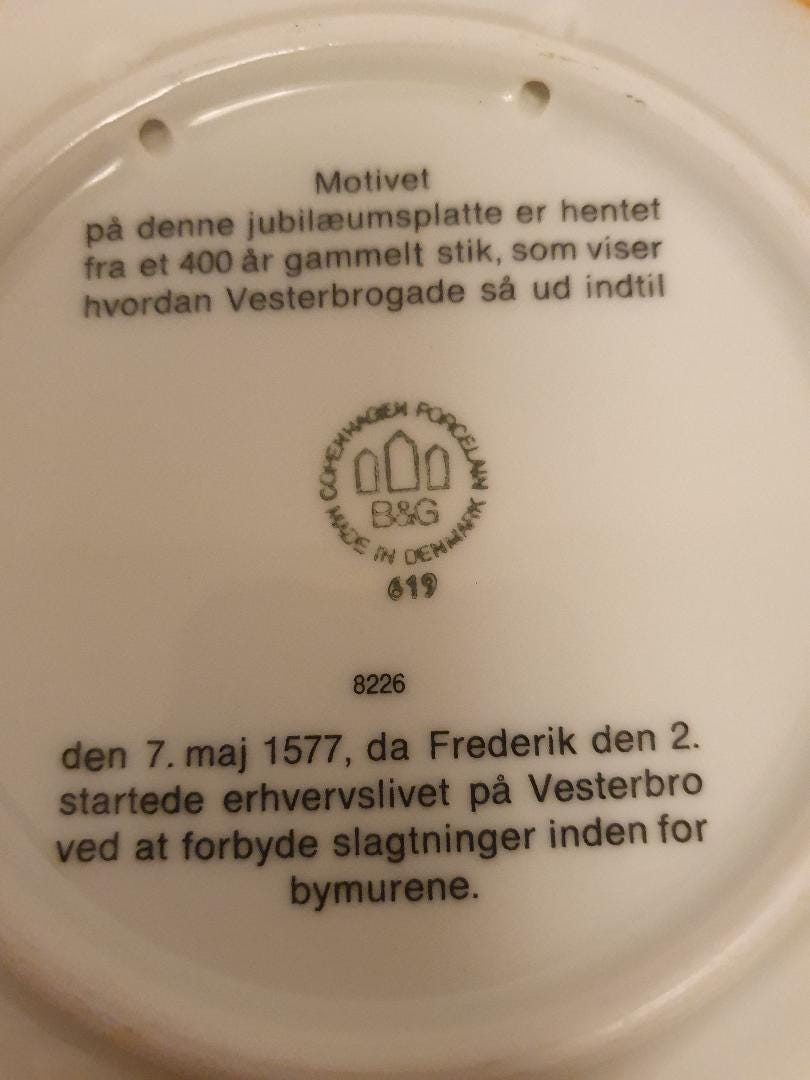 Motivet
på denne jubilæumsplatte er hentet
fra et 400 år gammelt stik, som viser
hvordan Vesterbrogade så ud indtil
COPENHAGEN PORCELAIN
B&G
MADE IN DENMARK
619
8226
den 7. maj 1577, da Frederik den 2.
startede erhvervslivet på Vesterbro
ved at forbyde slagtninger inden for
bymurene.